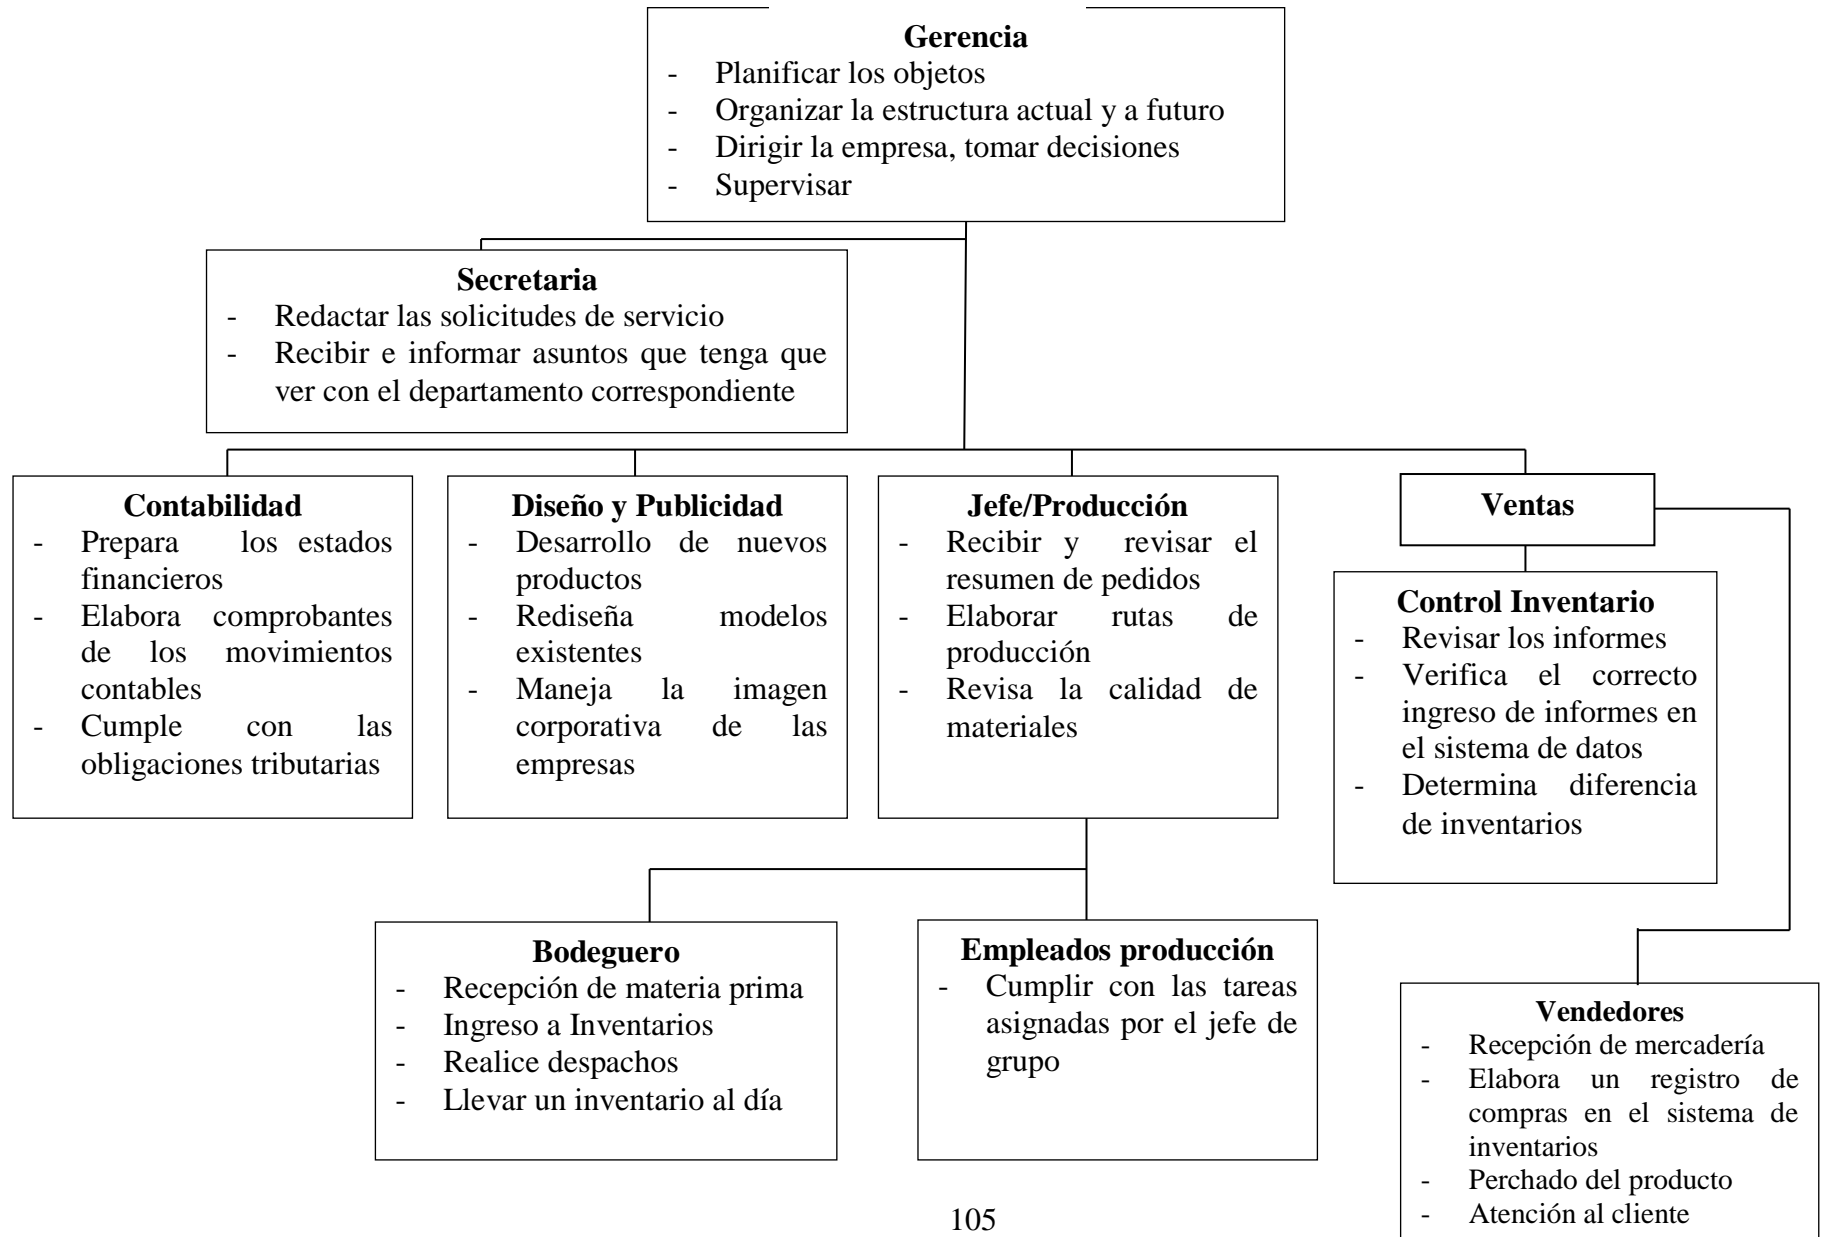 Gerencia
- Planificar los objetos
- Organizar la estructura actual y a futuro
- Dirigir la empresa, tomar decisiones
- Supervisar
Secretaria
- Redactar las solicitudes de servicio
- Recibir e informar asuntos que tenga que
ver con el departamento correspondiente
Contabilidad
- Prepara los estados
financieros
- Elabora comprobantes
de los movimientos
contables
- Cumple con las
obligaciones tributarias
Diseño y Publicidad
- Desarrollo de nuevos
productos
- Rediseña modelos
existentes
- Maneja la imagen
corporativa de las
empresas
Jefe/Producción
- Recibir y revisar el
resumen de pedidos
- Elaborar rutas de
producción
- Revisa la calidad de
materiales
Ventas
Control Inventario
- Revisar los informes
- Verifica el correcto
ingreso de informes en
el sistema de datos
- Determina diferencia
de inventarios
Bodeguero
- Recepción de materia prima
- Ingreso a Inventarios
- Realice despachos
- Llevar un inventario al día
Empleados producción
- Cumplir con las tareas
asignadas por el jefe de
grupo
Vendedores
- Recepción de mercadería
- Elabora un registro de
compras en el sistema de
inventarios
- Perchado del producto
- Atención al cliente
105